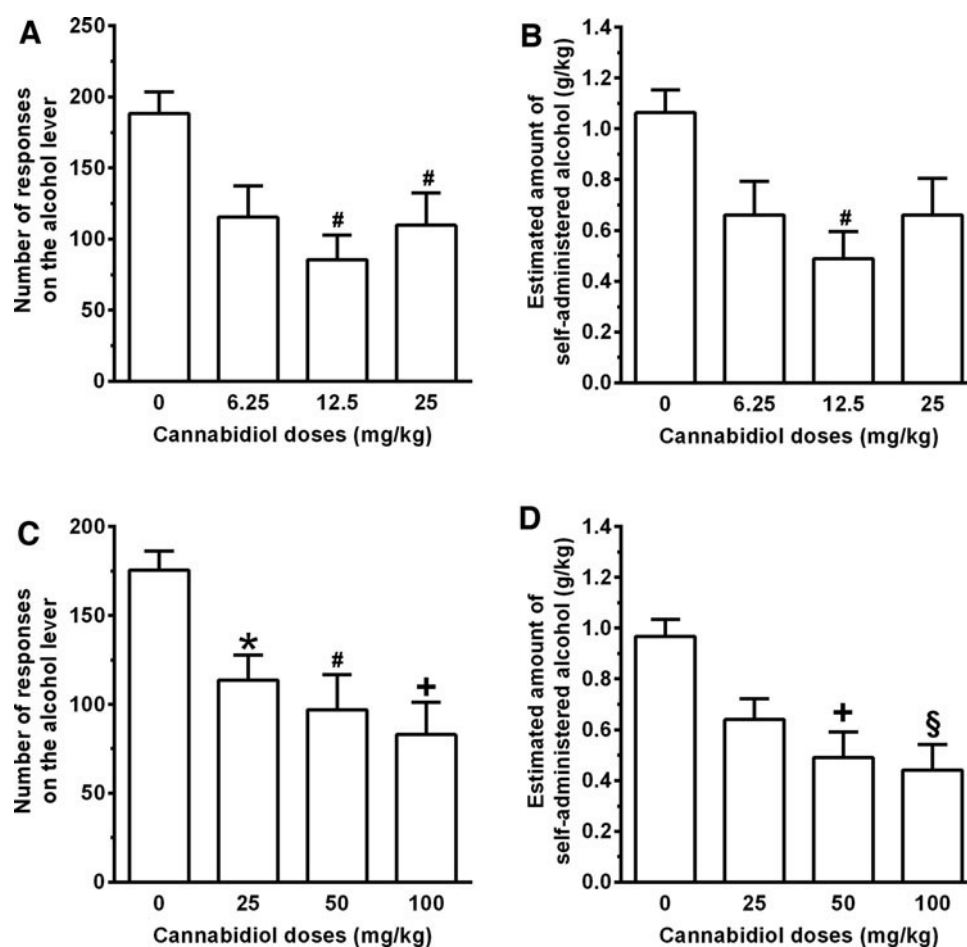 A
Number of responses
on the alcohol lever
250
200
150
100
50
0
#
#
0 6.25 12.5 25
Cannabidiol doses (mg/kg)
B
Estimated amount of
self-administered alcohol (g/kg)
1.4
1.2
1.0
0.8
0.6
0.4
0.2
0.0
#
0 6.25 12.5 25
Cannabidiol doses (mg/kg)
C
Number of responses
on the alcohol lever
200
150
100
50
0
*
#
+
0 25 50 100
Cannabidiol doses (mg/kg)
D
Estimated amount of
self-administered alcohol (g/kg)
1.4
1.2
1.0
0.8
0.6
0.4
0.2
0.0
+
§
0 25 50 100
Cannabidiol doses (mg/kg)